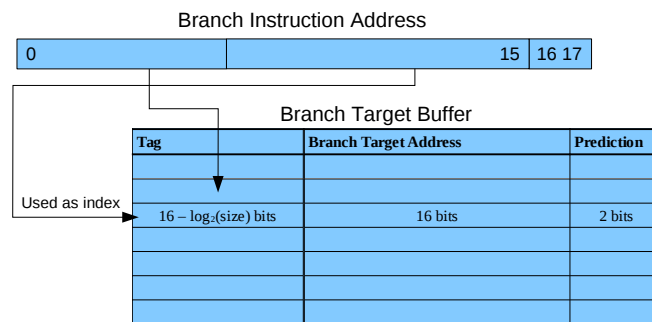 Branch Instruction Address
0 15 16 17
Branch Target Buffer
Tag Branch Target Address Prediction
Used as index
16 – log₂(size) bits 16 bits 2 bits